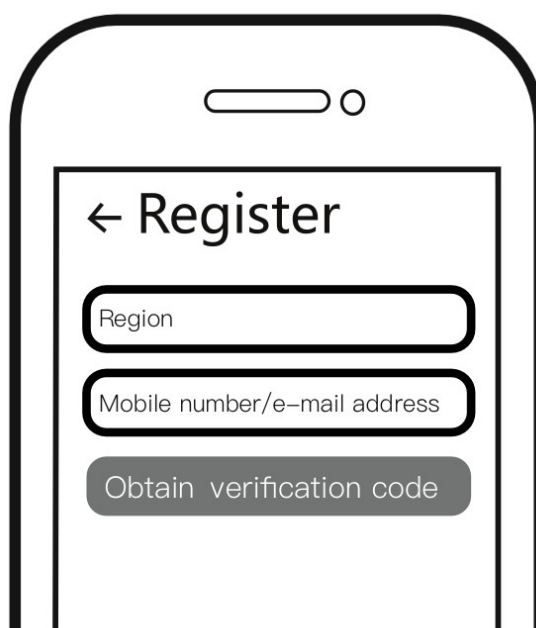 ← Register
Region
Mobile number/e-mail address
Obtain verification code